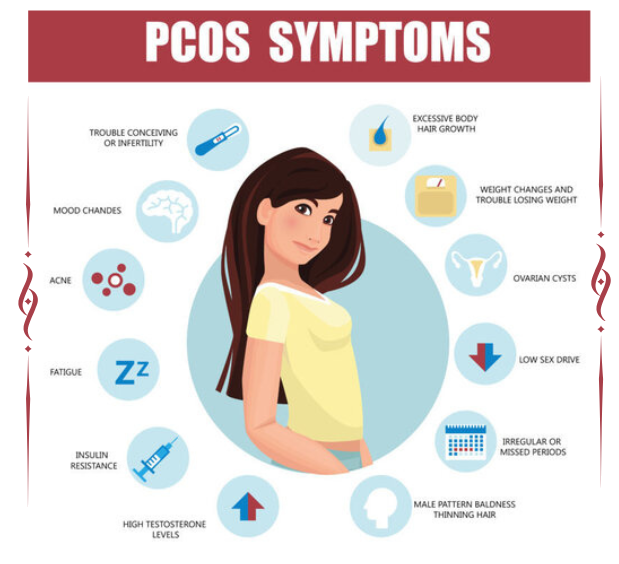 PCOS SYMPTOMS
TROUBLE CONCEIVING
OR INFERTILITY
EXCESSIVE BODY
HAIR GROWTH
MOOD CHANDES
WEIGHT CHANGES AND
TROUBLE LOSING WEIGHT
ACNE
OVARIAN CYSTS
FATIGUE
ZZ
LOW SEX DRIVE
INSULIN
RESISTANCE
IRREGULAR OR
MISSED PERIODS
HIGH TESTOSTERONE
LEVELS
MALE PATTERN BALDNESS
THINNING HAIR